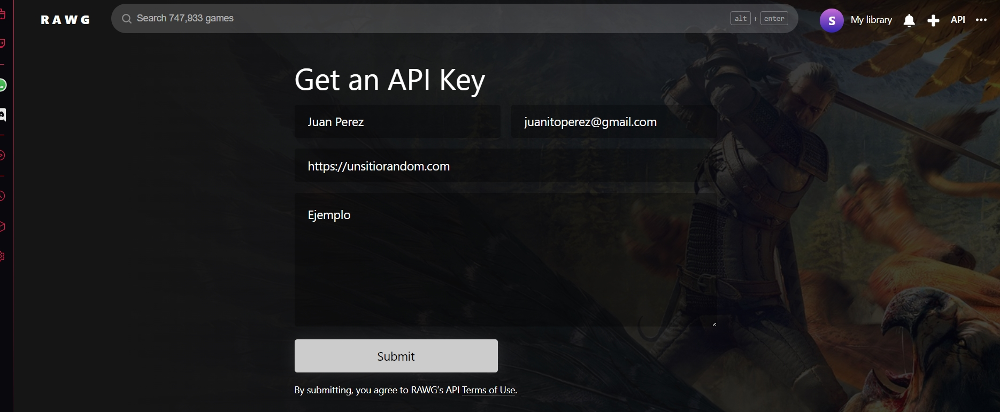 RAWG
Search 747,933 games
alt + enter
S
My library
API
Get an API Key
Juan Perez
juanitoperez@gmail.com
https://unsitiorandom.com
Ejemplo
Submit
By submitting, you agree to RAWG’s API Terms of Use.